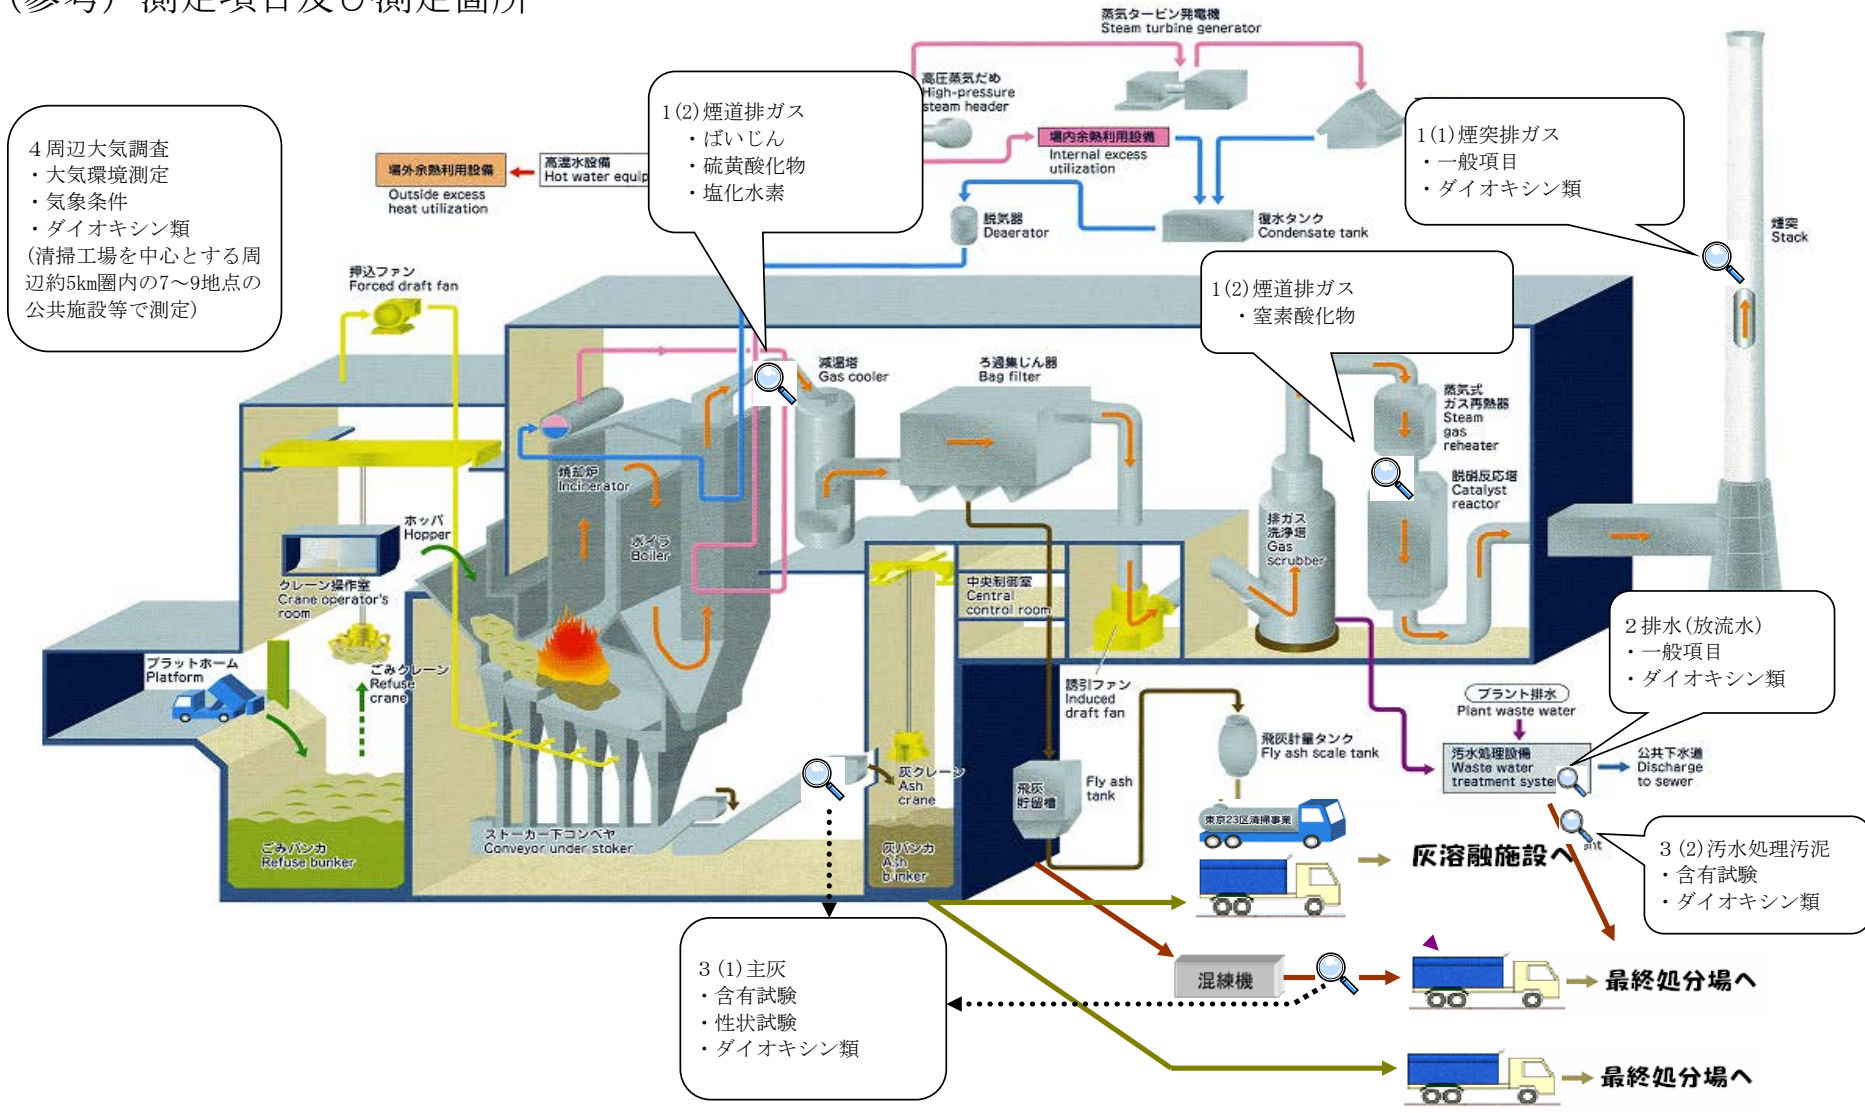 (参考) 測定項目及び測定箇所
蒸気タービン発電機
Steam turbine generator
高圧蒸気だめ
High-pressure
steam header
1(2)煙道排ガス
・ばいじん
・硫黄酸化物
・塩化水素
4周辺大気調査
・大気環境測定
・気象条件
・ダイオキシン類
(清掃工場を中心とする周
辺約5km圏内の7～9地点の
公共施設等で測定)
場外余熱利用設備
Outside excess
heat utilization
高温水設備
Hot water equip
場内余熱利用設備
Internal excess
utilization
1(1)煙突排ガス
・一般項目
・ダイオキシン類
脱気器
Deaerator
復水タンク
Condensate tank
煙突
Stack
押込ファン
Forced draft fan
1(2)煙道排ガス
・窒素酸化物
減温塔
Gas cooler
ろ過集じん器
Bag filter
蒸気式
ガス再熱器
Steam
gas
reheater
焼却炉
Incinerator
脱硝反応塔
Catalyst
reactor
ホッパ
Hopper
ボイラ
Boiler
排ガス
洗浄塔
Gas
scrubber
クレーン操作室
Crane operator's
room
中央制御室
Central
control room
プラットホーム
Platform
ごみクレーン
Refuse
crane
誘引ファン
Induced
draft fan
2排水(放流水)
・一般項目
・ダイオキシン類
プラント排水
Plant waste water
飛灰計量タンク
Fly ash scale tank
汚水処理設備
Waste water
treatment syste
公共下水道
Discharge
to sewer
灰クレーン
Ash
crane
飛灰
貯留槽
Fly ash
tank
東京23区清掃事業
ストーカー下コンベヤ
Conveyor under stoker
ごみバンカ
Refuse bunker
灰バンカ
Ash
bunker
灰溶融施設へ
3(2)汚水処理汚泥
・含有試験
・ダイオキシン類
3(1)主灰
・含有試験
・性状試験
・ダイオキシン類
混練機
最終処分場へ
最終処分場へ